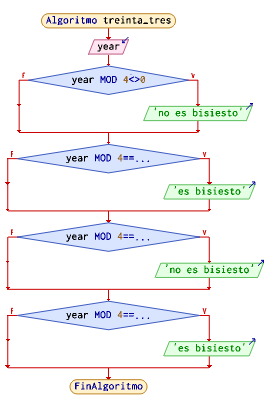 Algoritmo treinta_tres
year
F
year MOD 4<>0
V
'no es bisiesto'
F
year MOD 4==...
V
'es bisiesto'
F
year MOD 4==...
V
'no es bisiesto'
F
year MOD 4==...
V
'es bisiesto'
FinAlgoritmo